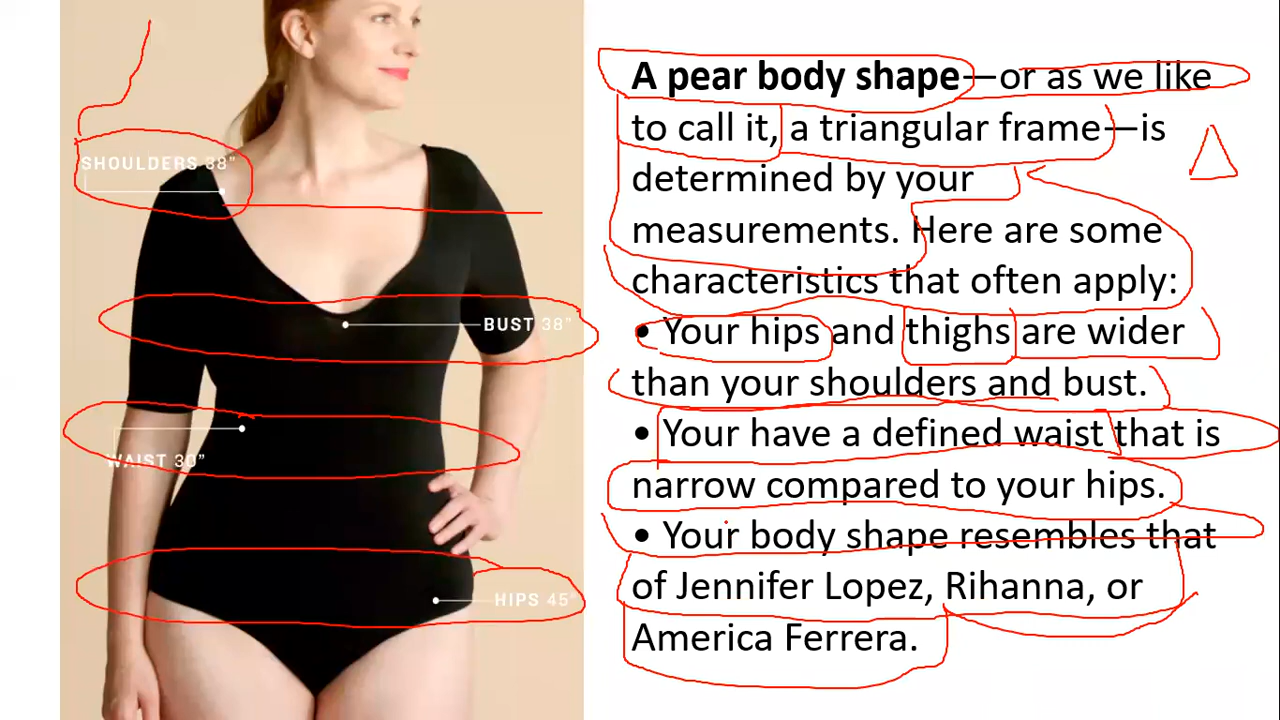 SHOULDERS 38”
BUST 38”
WAIST 30”
HIPS 45”
A pear body shape—or as we like
to call it, a triangular frame—is
determined by your
measurements. Here are some
characteristics that often apply:
• Your hips and thighs are wider
than your shoulders and bust.
• Your have a defined waist that is
narrow compared to your hips.
• Your body shape resembles that
of Jennifer Lopez, Rihanna, or
America Ferrera.